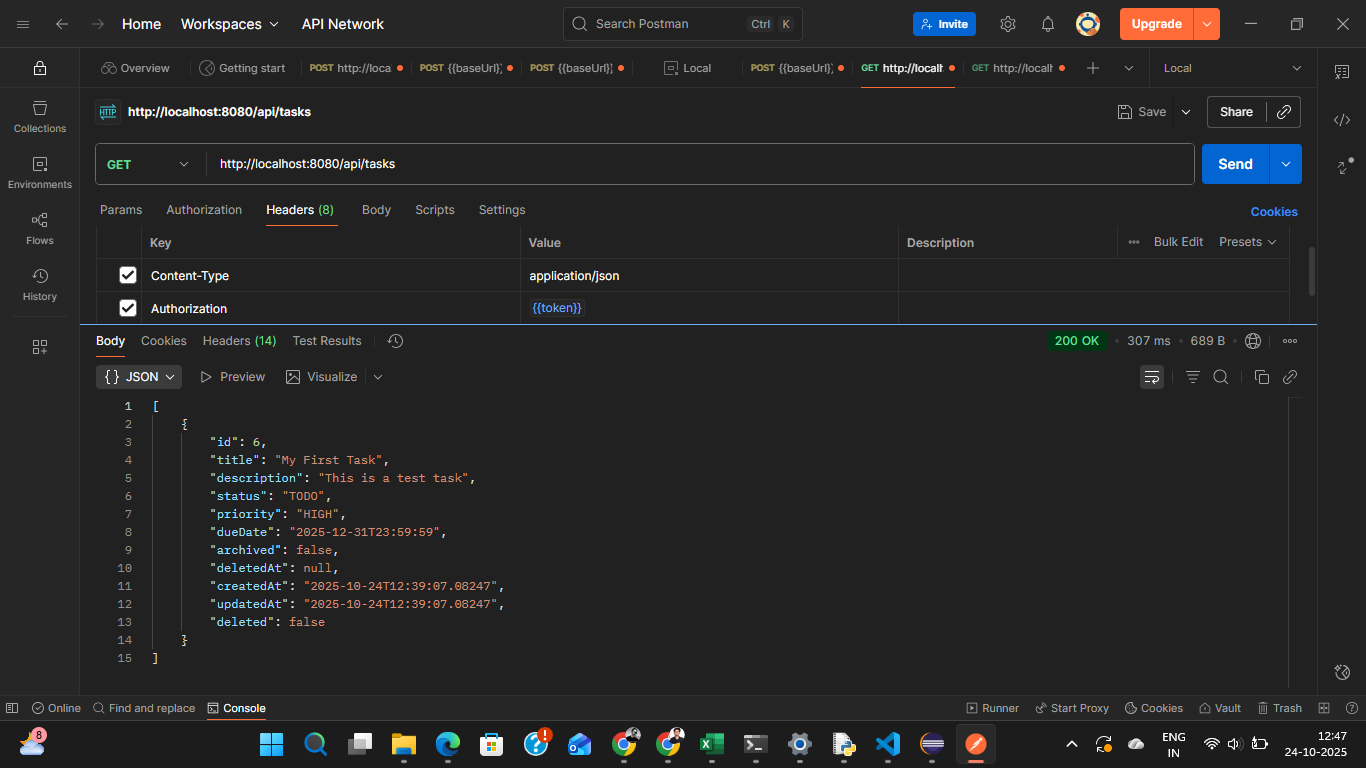 Home Workspaces API Network Search Postman Ctrl K Invite Upgrade
Overview Getting start POST http://loca POST {{baseUrl} POST {{baseUrl} Local POST {{baseUrl} GET http://localh GET http://localh Local
HTTP http://localhost:8080/api/tasks Save Share
Collections
GET http://localhost:8080/api/tasks Send
Environments
Params Authorization Headers (8) Body Scripts Settings Cookies
Flows
Key Value Description Bulk Edit Presets
Content-Type application/json
History
Authorization {{token}}
Body Cookies Headers (14) Test Results 200 OK 307 ms 689 B
{} JSON Preview Visualize
1 [
2 {
3 "id": 6,
4 "title": "My First Task",
5 "description": "This is a test task",
6 "status": "TODO",
7 "priority": "HIGH",
8 "dueDate": "2025-12-31T23:59:59",
9 "archived": false,
10 "deletedAt": null,
11 "createdAt": "2025-10-24T12:39:07.08247",
12 "updatedAt": "2025-10-24T12:39:07.08247",
13 "deleted": false
14 }
15 ]
Online Find and replace Console Runner Start Proxy Cookies Vault Trash
8 ENG 12:47
IN 24-10-2025